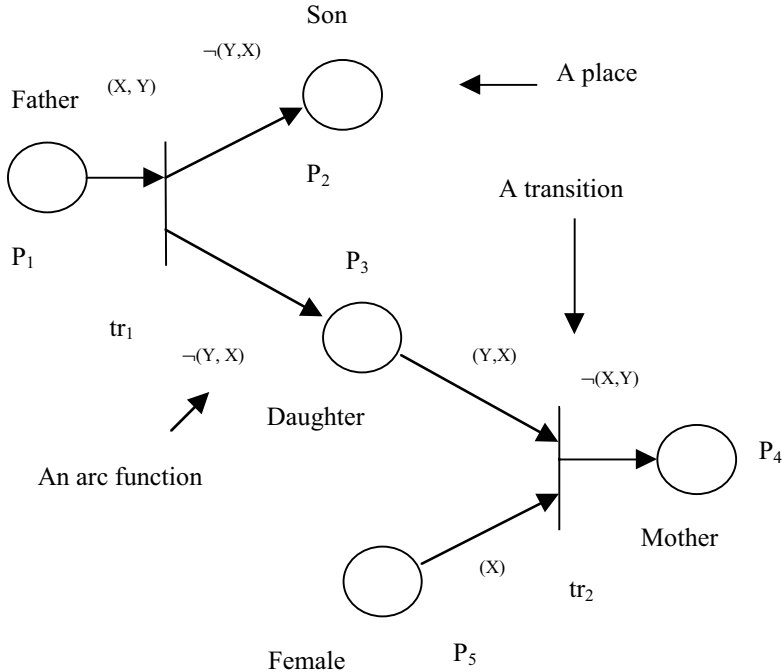 Son
¬(Y,X)
A place
(X, Y)
Father
P₂
A transition
P₁
P₃
tr₁
¬(Y, X)
(Y,X)
¬(X,Y)
Daughter
P₄
An arc function
Mother
(X)
tr₂
P₅
Female